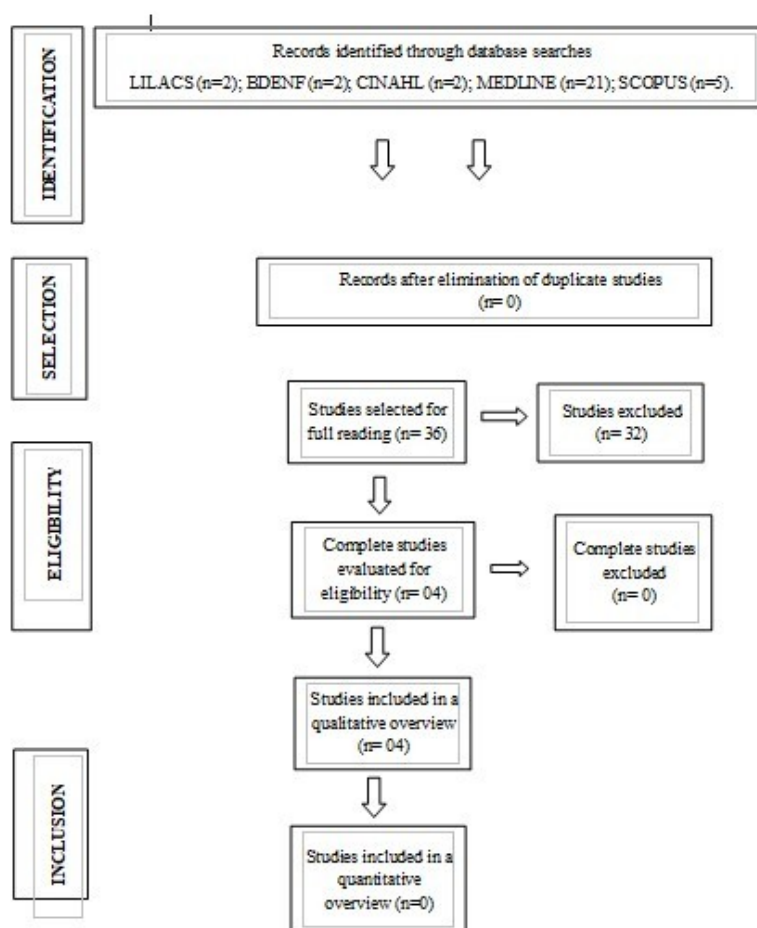 IDENTIFICATION
Records identified through database searches
LILACS (n=2); BDENF (n=2); CINAHL (n=2); MEDLINE (n=21); SCOPUS (n=5).
SELECTION
Records after elimination of duplicate studies
(n= 0)
ELIGIBILITY
Studies selected for
full reading (n= 36)
Studies excluded
(n= 32)
Complete studies
evaluated for
eligibility (n= 04)
Complete studies
excluded
(n= 0)
Studies included in a
qualitative overview
(n= 04)
INCLUSION
Studies included in a
quantitative
overview (n=0)